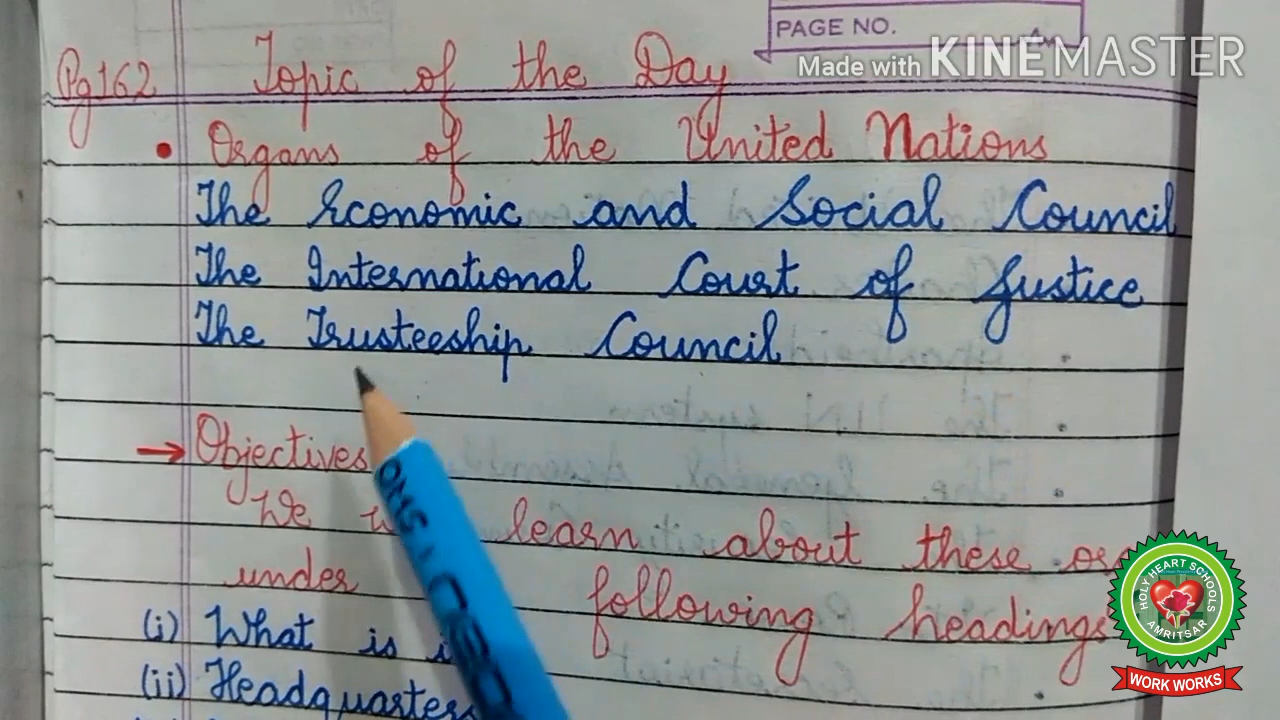 PAGE NO.
Made with KINEMASTER
Pg 162 Topic of the Day
• Organs of the United Nations
The Economic and Social Council
The International Court of Justice
The Trusteeship Council
→ Objectives
We learn about these
under following headings
(i) What is
(ii) Headquarters
HOLY HEART SCHOOLS
AMRITSAR
WORK WORKS